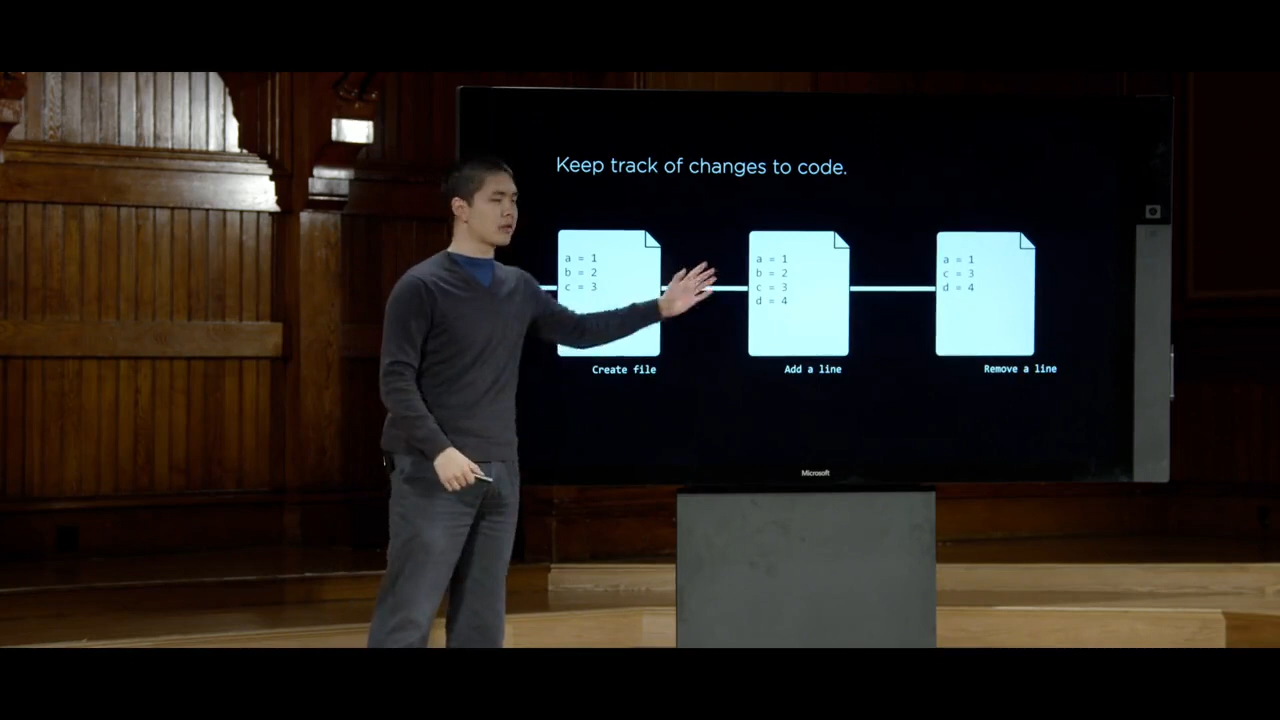 Keep track of changes to code.
a = 1
b = 2
c = 3
Create file
a = 1
b = 2
c = 3
d = 4
Add a line
a = 1
c = 3
d = 4
Remove a line
Microsoft